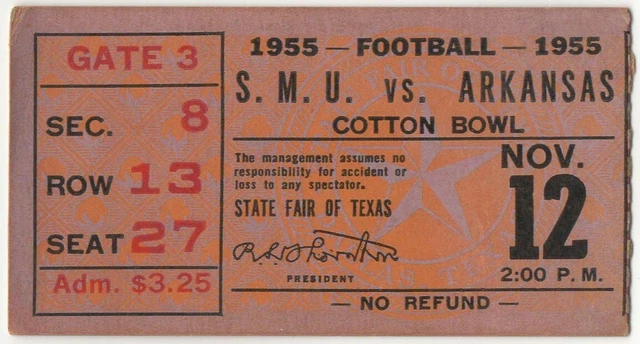 GATE 3
SEC. 8
ROW 13
SEAT 27
Adm. $3.25
1955 — FOOTBALL — 1955
S. M. U. vs. ARKANSAS
COTTON BOWL
The management assumes no
responsibility for accident or
loss to any spectator.
STATE FAIR OF TEXAS
PRESIDENT
NOV.
12
2:00 P. M.
— NO REFUND —